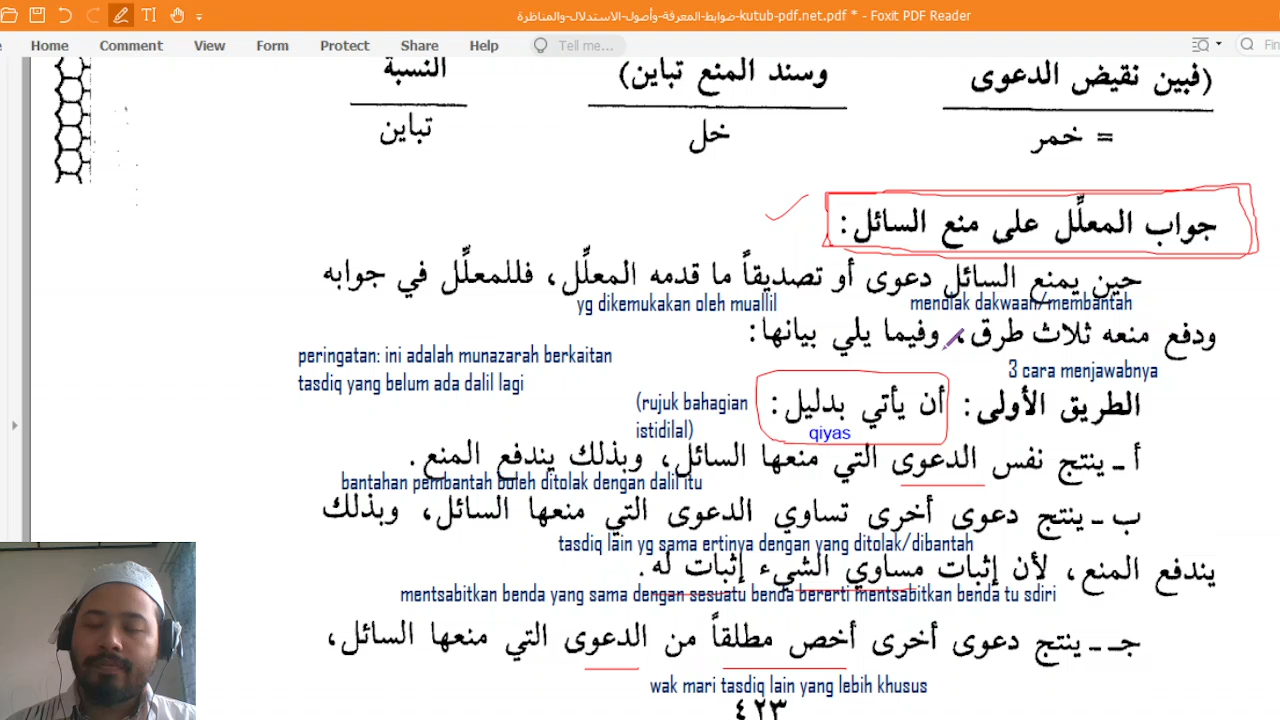 ضوابط-المعرفة-وأصول-الاستدلال-والمناظرة-kutub-pdf.net.pdf * - Foxit PDF Reader
Home Comment View Form Protect Share Help Tell me... Fin
(فبين نقيض الدعوى وسند المنع تباين) النسبة
= خمر خل تباين
جواب المعلِّل على منع السائل:
حين يمنع السائل دعوى أو تصديقاً ما قدمه المعلِّل، فللمعلِّل في جوابه
menolak dakwaan/membantah yg dikemukakan oleh muallil
ودفع منعه ثلاث طرق، وفيما يلي بيانها:
3 cara menjawabnya
peringatan: ini adalah munazarah berkaitan
tasdiq yang belum ada dalil lagi
الطريق الأولى: أن يأتي بدليل:
qiyas
(rujuk bahagian
istidilal)
أ ـ ينتج نفس الدعوى التي منعها السائل، وبذلك يندفع المنع.
bantahan pembantah boleh ditolak dengan dalil itu
ب ـ ينتج دعوى أخرى تساوي الدعوى التي منعها السائل، وبذلك
tasdiq lain yg sama ertinya dengan yang ditolak/dibantah
يندفع المنع، لأن إثبات مساوي الشيء إثبات له.
mentsabitkan benda yang sama dengan sesuatu benda bererti mentsabitkan benda tu sdiri
جـ ـ ينتج دعوى أخرى أخص مطلقاً من الدعوى التي منعها السائل،
wak mari tasdiq lain yang lebih khusus
٤٢٣